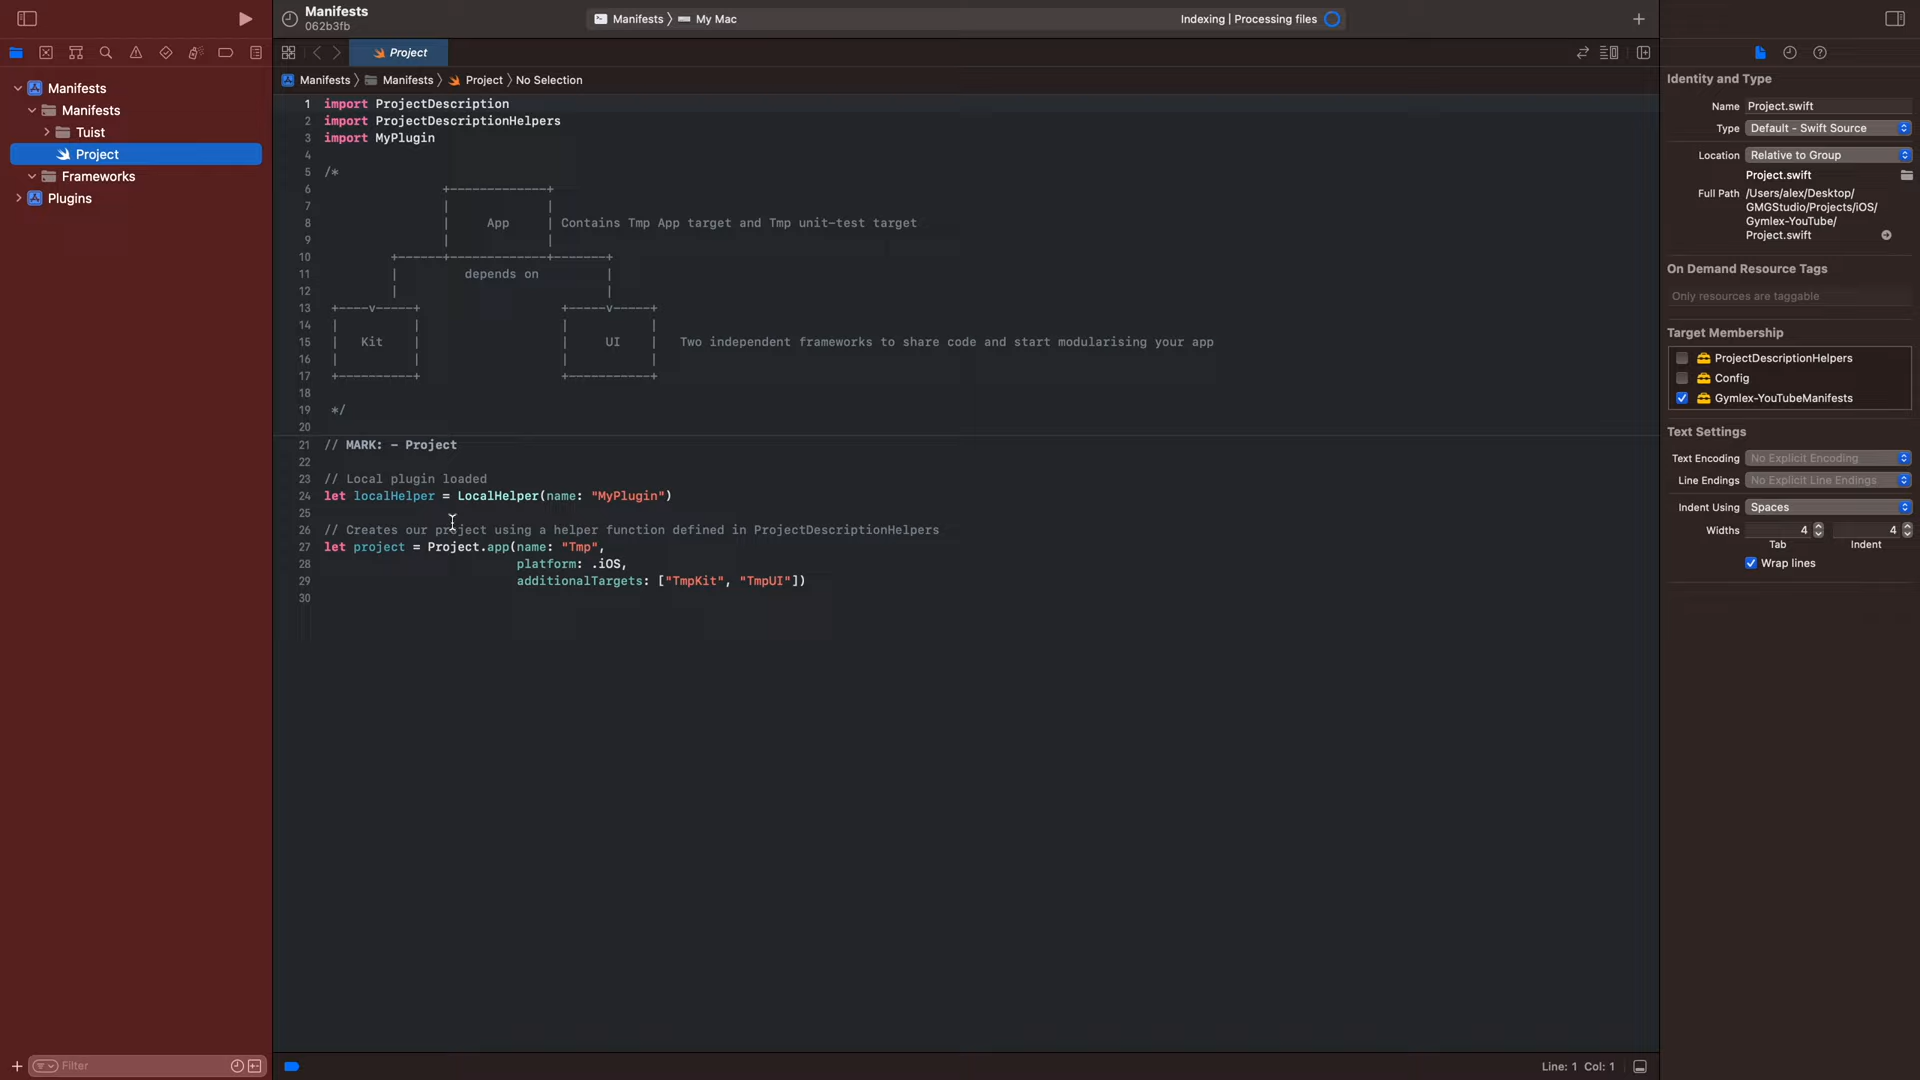 Manifests
062b3fb
Manifests
My Mac
Indexing | Processing files
Project
Manifests
Manifests
Project
No Selection
Manifests
Manifests
Tuist
Project
Frameworks
Plugins
1 import ProjectDescription
2 import ProjectDescriptionHelpers
3 import MyPlugin
4
5 /*
6 +-------------+
7 | |
8 | App | Contains Tmp App target and Tmp unit-test target
9 | |
10 +------+-------------+-------+
11 | depends on |
12 | |
13 +----v-----+ +-----v-----+
14 | | | |
15 | Kit | | UI | Two independent frameworks to share code and start modularising your app
16 | | | |
17 +----------+ +-----------+
18
19 */
20
21 // MARK: - Project
22
23 // Local plugin loaded
24 let localHelper = LocalHelper(name: "MyPlugin")
25
26 // Creates our project using a helper function defined in ProjectDescriptionHelpers
27 let project = Project.app(name: "Tmp",
28 platform: .iOS,
29 additionalTargets: ["TmpKit", "TmpUI"])
30
Identity and Type
Name Project.swift
Type Default - Swift Source
Location Relative to Group
Project.swift
Full Path /Users/alex/Desktop/
GMGStudio/Projects/iOS/
Gymlex-YouTube/
Project.swift
On Demand Resource Tags
Only resources are taggable
Target Membership
ProjectDescriptionHelpers
Config
Gymlex-YouTubeManifests
Text Settings
Text Encoding No Explicit Encoding
Line Endings No Explicit Line Endings
Indent Using Spaces
Widths 4 4
Tab Indent
Wrap lines
Filter
Line: 1 Col: 1